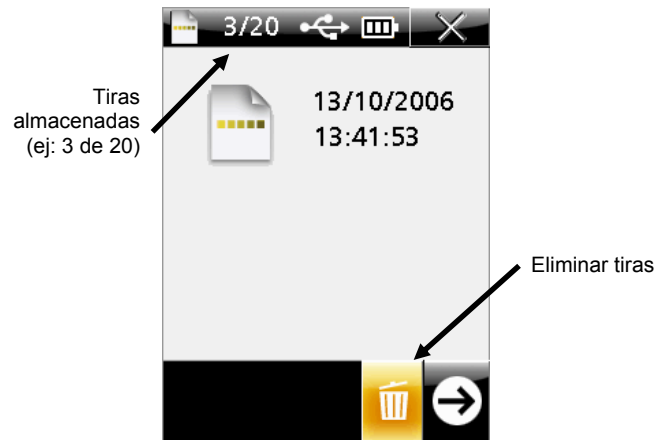 3/20
Tiras
almacenadas
(ej: 3 de 20)
13/10/2006
13:41:53
Eliminar tiras